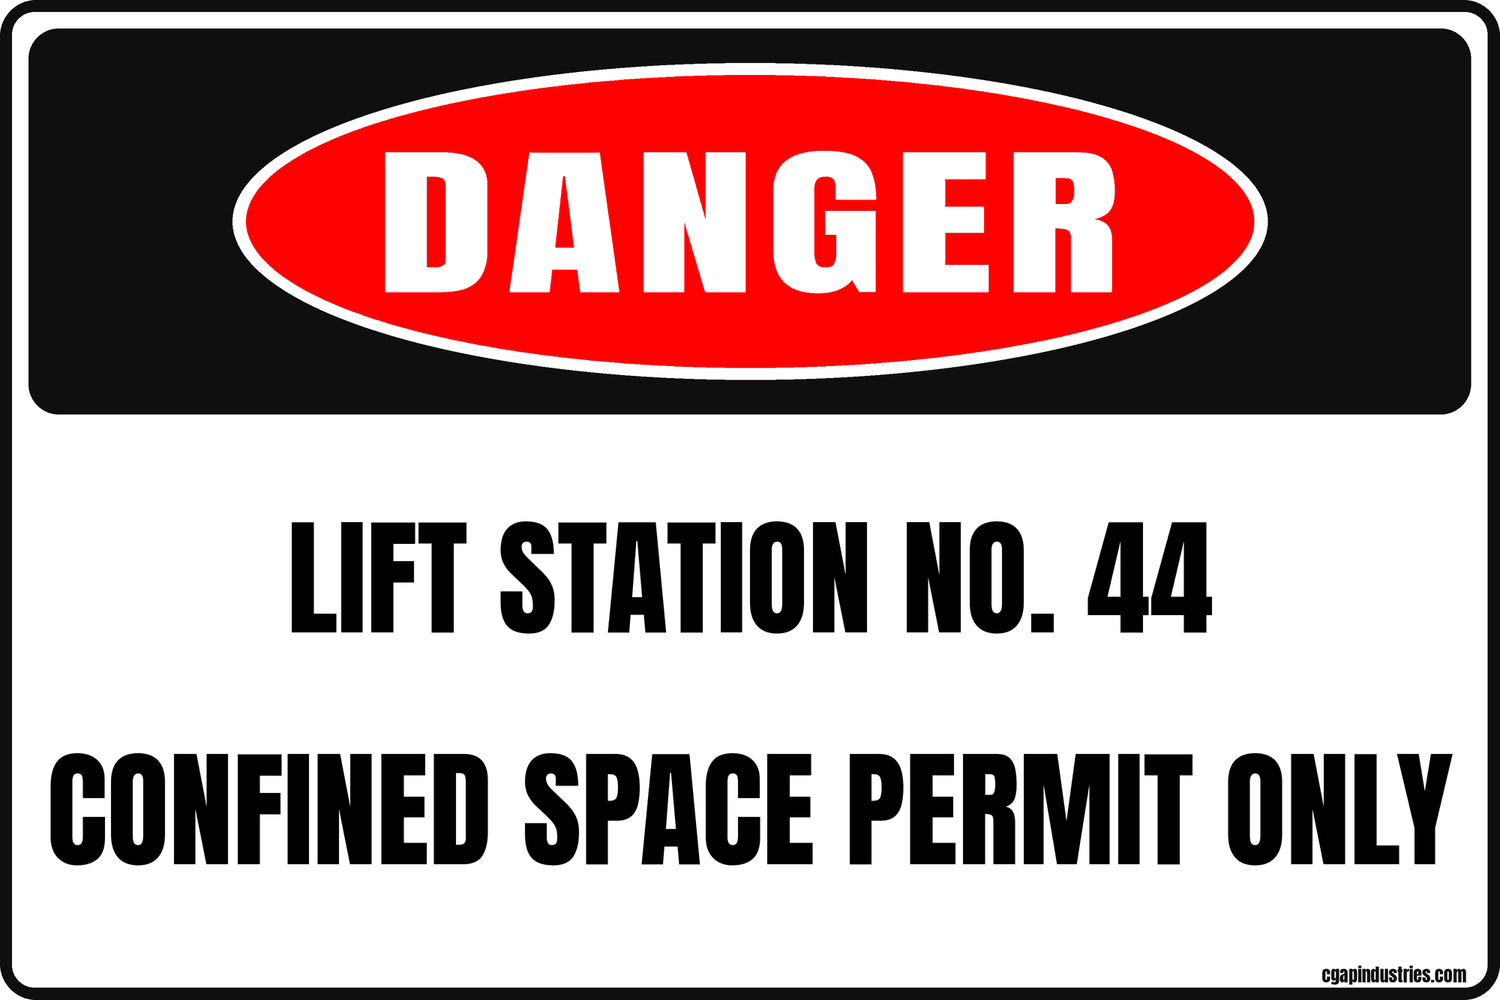 DANGER
LIFT STATION NO. 44
CONFINED SPACE PERMIT ONLY
cgapindustries.com